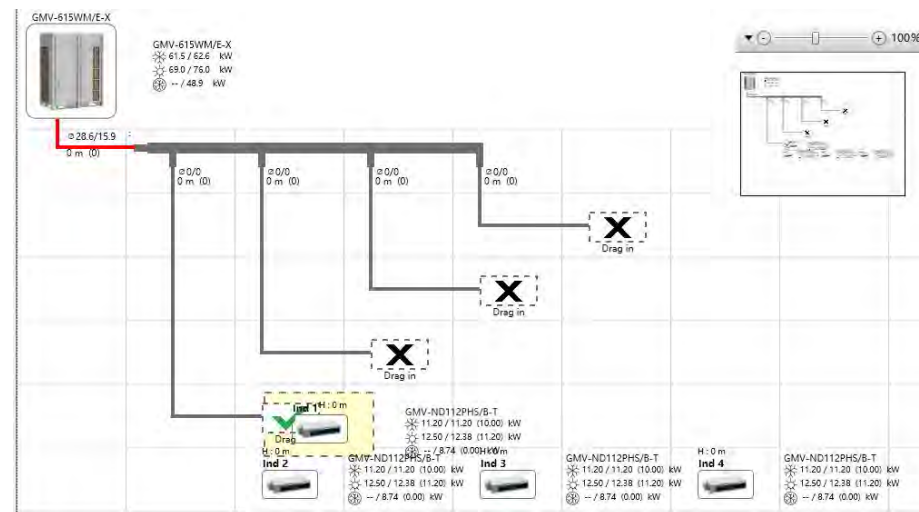 GMV-615WM/E-X
GMV-615WM/E-X
61.5 / 62.6 kW
69.0 / 76.0 kW
-- / 48.9 kW
100%
⌀28.6/15.9
0 m (0)
⌀0/0
0 m (0)
⌀0/0
0 m (0)
⌀0/0
0 m (0)
⌀0/0
0 m (0)
Drag in
Drag in
Drag in
Ind 1
H : 0 m
Drag
GMV-ND112PHS/B-T
11.20 / 11.20 (10.00) kW
12.50 / 12.38 (11.20) kW
-- / 8.74 (0.00) kW
H : 0 m
Ind 2
GMV-ND112PHS/B-T
11.20 / 11.20 (10.00) kW
12.50 / 12.38 (11.20) kW
-- / 8.74 (0.00) kW
H : 0 m
Ind 3
GMV-ND112PHS/B-T
11.20 / 11.20 (10.00) kW
12.50 / 12.38 (11.20) kW
-- / 8.74 (0.00) kW
H : 0 m
Ind 4
GMV-ND112PHS/B-T
11.20 / 11.20 (10.00) kW
12.50 / 12.38 (11.20) kW
-- / 8.74 (0.00) kW